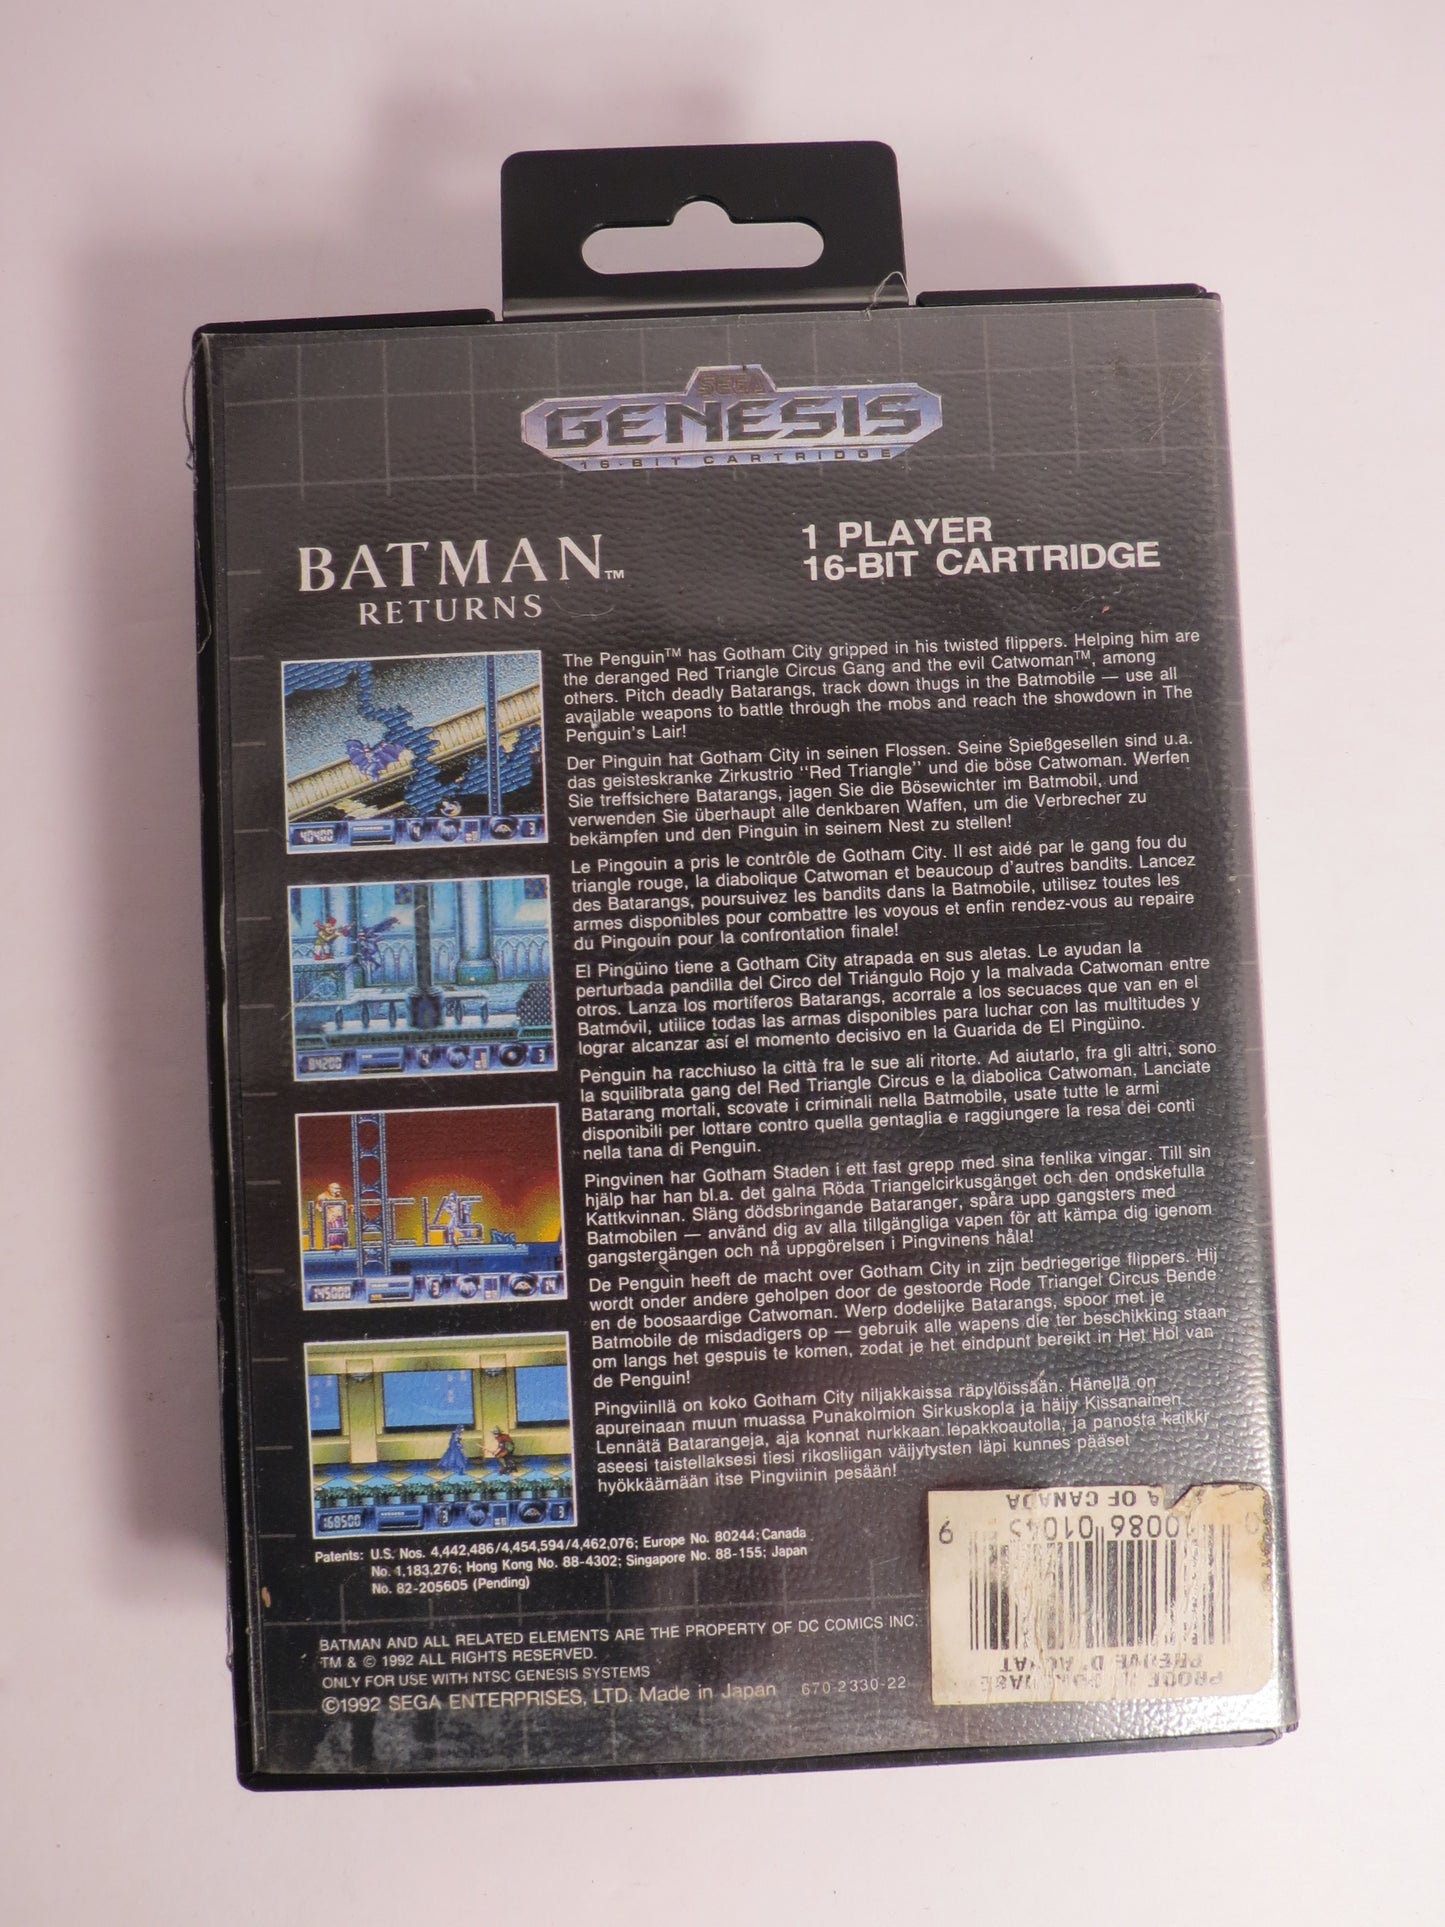 SEGA
GENESIS
16-BIT CARTRIDGE
BATMAN™
RETURNS
1 PLAYER
16-BIT CARTRIDGE
The Penguin™ has Gotham City gripped in his twisted flippers. Helping him are
the deranged Red Triangle Circus Gang and the evil Catwoman™, among
others. Pitch deadly Batarangs, track down thugs in the Batmobile — use all
available weapons to battle through the mobs and reach the showdown in The
Penguin's Lair!
Der Pinguin hat Gotham City in seinen Flossen. Seine Spießgesellen sind u.a.
das geisteskranke Zirkustrio ''Red Triangle'' und die böse Catwoman. Werfen
Sie treffsichere Batarangs, jagen Sie die Bösewichter im Batmobil, und
verwenden Sie überhaupt alle denkbaren Waffen, um die Verbrecher zu
bekämpfen und den Pinguin in seinem Nest zu stellen!
Le Pingouin a pris le contrôle de Gotham City. Il est aidé par le gang fou du
triangle rouge, la diabolique Catwoman et beaucoup d'autres bandits. Lancez
des Batarangs, poursuivez les bandits dans la Batmobile, utilisez toutes les
armes disponibles pour combattre les voyous et enfin rendez-vous au repaire
du Pingouin pour la confrontation finale!
El Pingüino tiene a Gotham City atrapada en sus aletas. Le ayudan la
perturbada pandilla del Circo del Triángulo Rojo y la malvada Catwoman entre
otros. Lanza los mortíferos Batarangs, acorrale a los secuaces que van en el
Batmóvil, utilice todas las armas disponibles para luchar con las multitudes y
lograr alcanzar así el momento decisivo en la Guarida de El Pingüino.
Penguin ha racchiuso la città fra le sue ali ritorte. Ad aiutarlo, fra gli altri, sono
la squilibrata gang del Red Triangle Circus e la diabolica Catwoman. Lanciate
Batarang mortali, scovate i criminali nella Batmobile, usate tutte le armi
disponibili per lottare contro quella gentaglia e raggiungere la resa dei conti
nella tana di Penguin.
Pingvinen har Gotham Staden i ett fast grepp med sina fenlika vingar. Till sin
hjälp har han bl.a. det galna Röda Triangelcirkusgänget och den ondskefulla
Kattkvinnan. Släng dödsbringande Bataranger, spåra upp gangsters med
Batmobilen — använd dig av alla tillgängliga vapen för att kämpa dig igenom
gangstergängen och nå uppgörelsen i Pingvinens håla!
De Penguin heeft de macht over Gotham City in zijn bedriegerige flippers. Hij
wordt onder andere geholpen door de gestoorde Rode Triangel Circus Bende
en de boosaardige Catwoman. Werp dodelijke Batarangs, spoor met je
Batmobile de misdadigers op — gebruik alle wapens die ter beschikking staan
om langs het gespuis te komen, zodat je het eindpunt bereikt in Het Hol van
de Penguin!
Pingviinllä on koko Gotham City niljakkaissa räpylöissään. Hänellä on
apureinaan muun muassa Punakolmion Sirkuskopla ja häijy Kissanainen.
Lennätä Batarangeja, aja konnat nurkkaan lepakkoautolla, ja panosta kaikki
aseesi taistellaksesi tiesi rikosliigan väijytysten läpi kunnes pääset
hyökkäämään itse Pingviinin pesään!
40400 4 3
84200 4 3
145000 3 14
168500 3 3
Patents: U.S. Nos. 4,442,486/4,454,594/4,462,076; Europe No. 80244; Canada
No. 1,183,276; Hong Kong No. 88-4302; Singapore No. 88-155; Japan
No. 82-205605 (Pending)
BATMAN AND ALL RELATED ELEMENTS ARE THE PROPERTY OF DC COMICS INC.
TM & © 1992 ALL RIGHTS RESERVED.
ONLY FOR USE WITH NTSC GENESIS SYSTEMS
©1992 SEGA ENTERPRISES, LTD. Made in Japan 670-2330-22
PREUVE D'ACHAT
10086 01045 9
OF CANADA